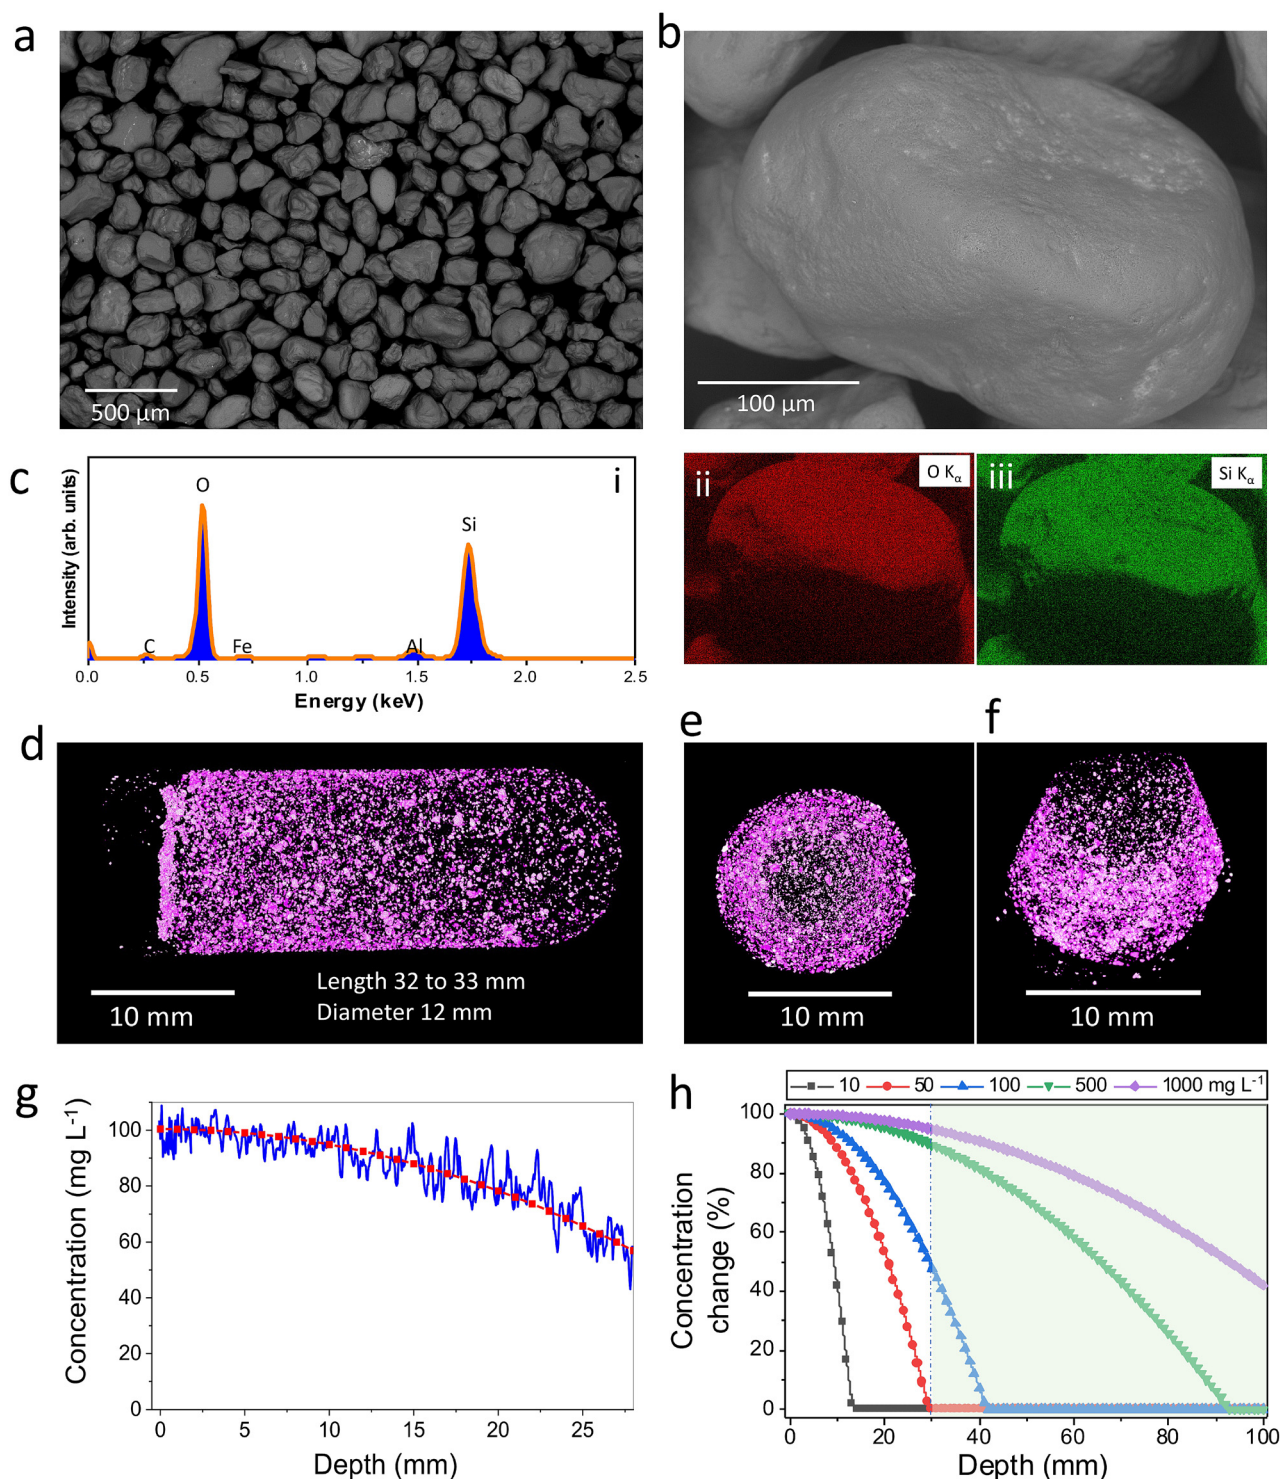 a
b
500 µm
100 µm
c
i
Intensity (arb. units)
O
Si
C
Fe
Al
0.0 0.5 1.0 1.5 2.0 2.5
Energy (keV)
ii
O Kα
iii
Si Kα
d
e
f
Length 32 to 33 mm
Diameter 12 mm
10 mm
10 mm
10 mm
g
Concentration (mg L-1)
100
80
60
40
20
0
0 5 10 15 20 25
Depth (mm)
h
10 50 100 500 1000 mg L-1
Concentration
change (%)
100
80
60
40
20
0
0 20 40 60 80 100
Depth (mm)